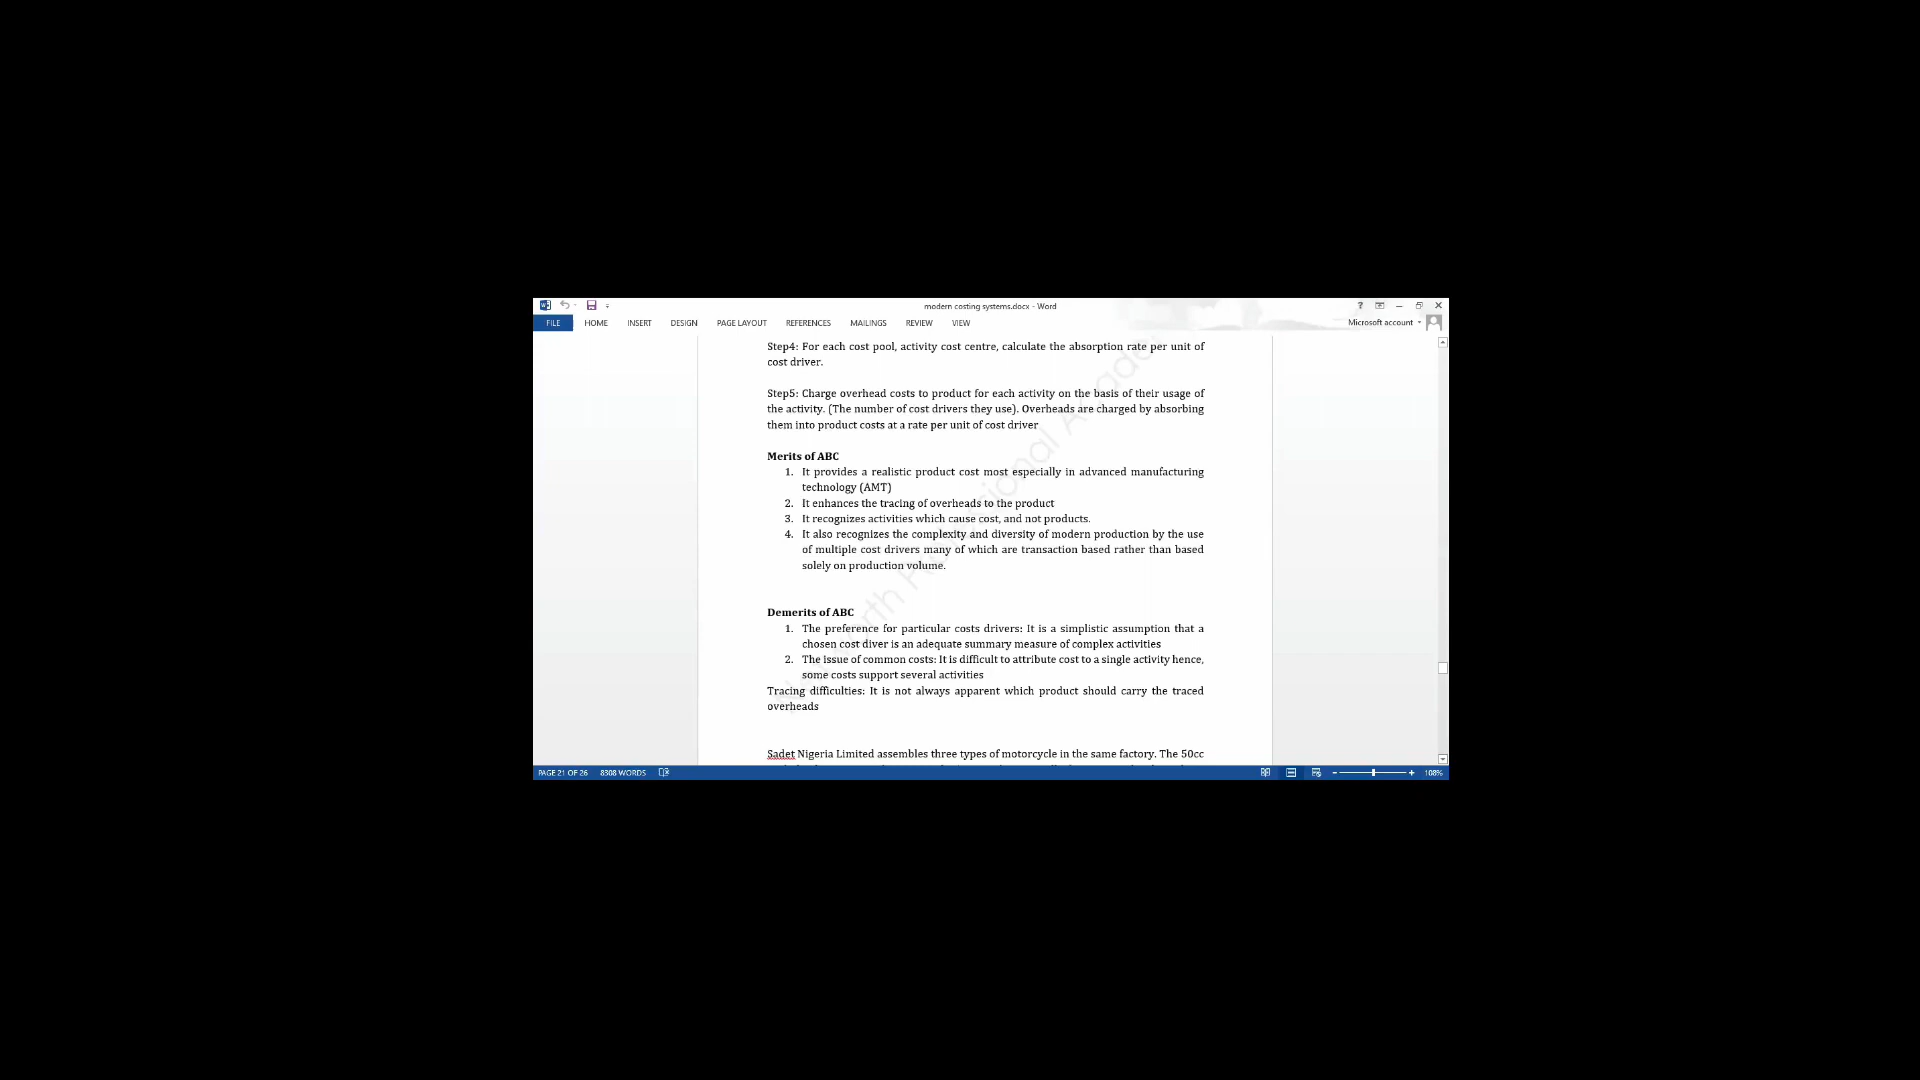 modern costing systems.docx - Word
?
FILE HOME INSERT DESIGN PAGE LAYOUT REFERENCES MAILINGS REVIEW VIEW Microsoft account
Step4: For each cost pool, activity cost centre, calculate the absorption rate per unit of
cost driver.
Step5: Charge overhead costs to product for each activity on the basis of their usage of
the activity. (The number of cost drivers they use). Overheads are charged by absorbing
them into product costs at a rate per unit of cost driver
Merits of ABC
1. It provides a realistic product cost most especially in advanced manufacturing
technology (AMT)
2. It enhances the tracing of overheads to the product
3. It recognizes activities which cause cost, and not products.
4. It also recognizes the complexity and diversity of modern production by the use
of multiple cost drivers many of which are transaction based rather than based
solely on production volume.
Demerits of ABC
1. The preference for particular costs drivers: It is a simplistic assumption that a
chosen cost diver is an adequate summary measure of complex activities
2. The issue of common costs: It is difficult to attribute cost to a single activity hence,
some costs support several activities
Tracing difficulties: It is not always apparent which product should carry the traced
overheads
Sadet Nigeria Limited assembles three types of motorcycle in the same factory. The 50cc
PAGE 21 OF 26 8308 WORDS 108%